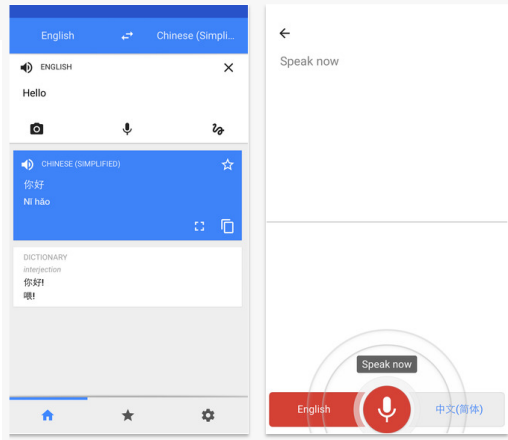 English Chinese (Simpli...
ENGLISH
Hello
CHINESE (SIMPLIFIED)
你好
Nǐ hǎo
DICTIONARY
interjection
你好!
喂!
Speak now
Speak now
English 中文(简体)